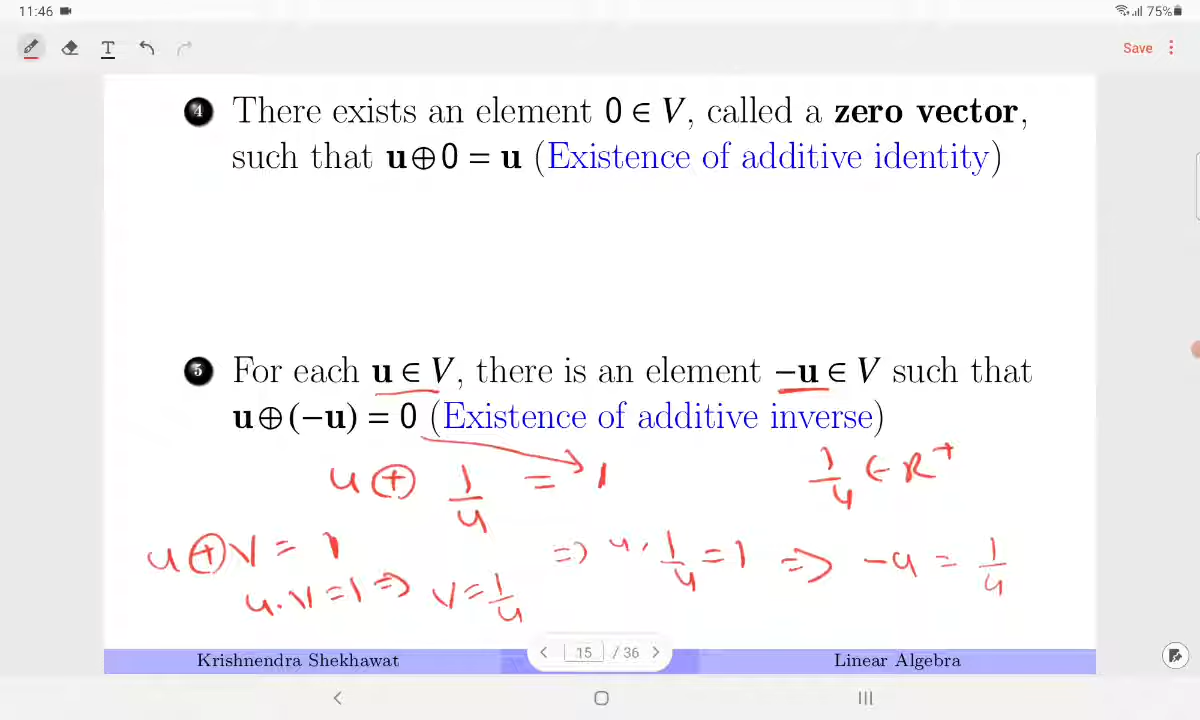 11:46
75%
T
Save
4 There exists an element 0 ∈ V, called a zero vector,
such that u⊕0 = u (Existence of additive identity)
5 For each u ∈ V, there is an element −u ∈ V such that
u⊕(−u) = 0 (Existence of additive inverse)
u ⊕ 1/u = 1
1/u ∈ R⁺
u ⊕ v = 1
⇒ u · 1/u = 1 ⇒ −u = 1/u
u.v = 1 ⇒ v = 1/u
Krishnendra Shekhawat
< 15 / 36 >
Linear Algebra